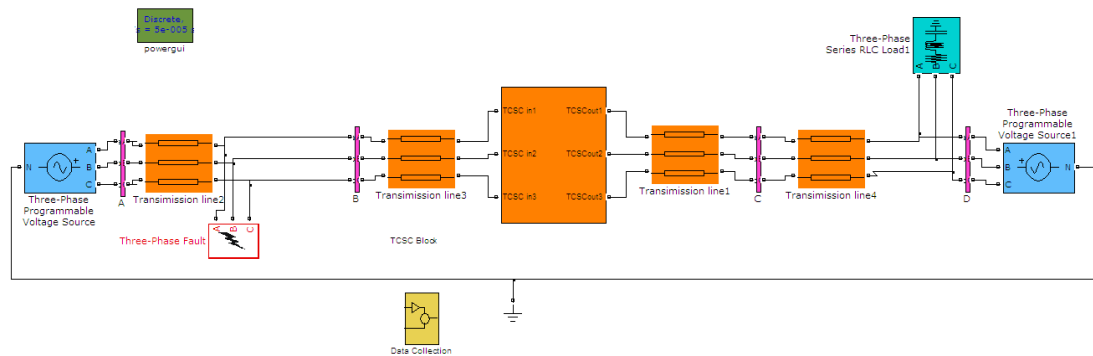 Discrete,
s = 5e-005 s
powergui
Three-Phase
Series RLC Load1
A B C
TCSC in1
TCSCout1
Three-Phase
Programmable
Voltage Source1
N
A
B
C
TCSC in2
TCSCout2
A
B
C
N
A
Transmission line2
B
Transmission line3
TCSC in3
TCSCout3
Transmission line1
C
Transmission line4
D
Three-Phase
Programmable
Voltage Source
A B C
Three-Phase Fault
TCSC Block
Data Collection